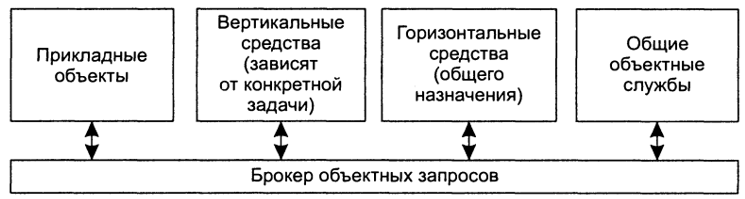 Прикладные
объекты
Вертикальные
средства
(зависят
от конкретной
задачи)
Горизонтальные
средства
(общего
назначения)
Общие
объектные
службы
Брокер объектных запросов